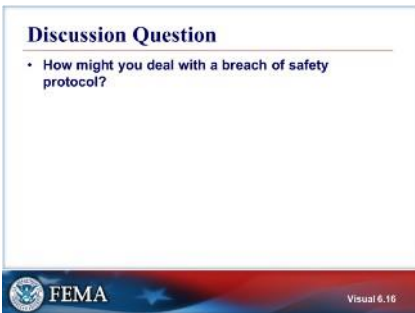 Discussion Question
• How might you deal with a breach of safety
protocol?
FEMA
Visual 6.16